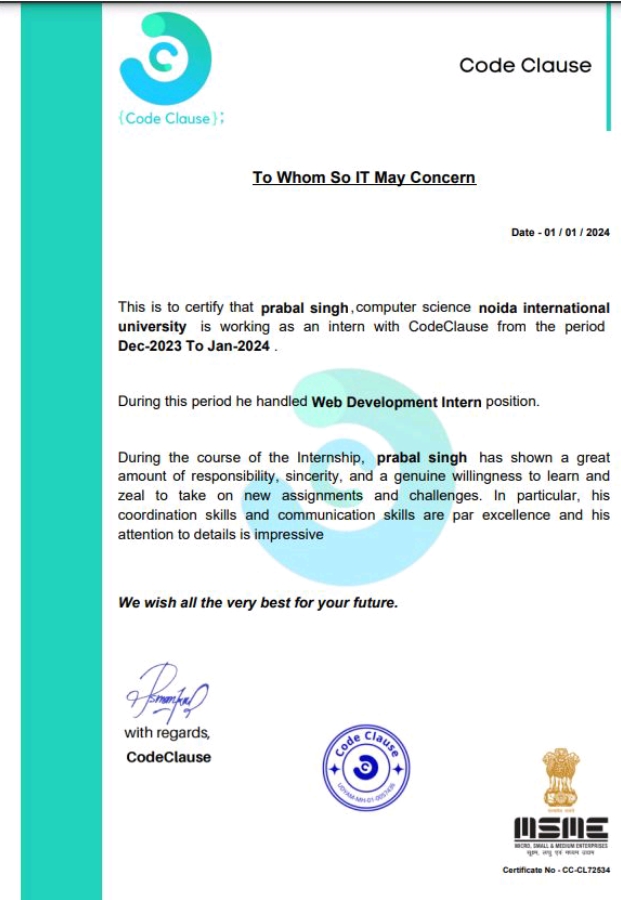 {Code Clause};
Code Clause
To Whom So IT May Concern
Date - 01 / 01 / 2024
This is to certify that prabal singh,computer science noida international
university is working as an intern with CodeClause from the period
Dec-2023 To Jan-2024 .
During this period he handled Web Development Intern position.
During the course of the Internship, prabal singh has shown a great
amount of responsibility, sincerity, and a genuine willingness to learn and
zeal to take on new assignments and challenges. In particular, his
coordination skills and communication skills are par excellence and his
attention to details is impressive
We wish all the very best for your future.
with regards,
CodeClause
Code Clause
MSME
MICRO, SMALL & MEDIUM ENTERPRISES
सूक्ष्म, लघु एवं मध्यम उद्यम
Certificate No - CC-CL72534